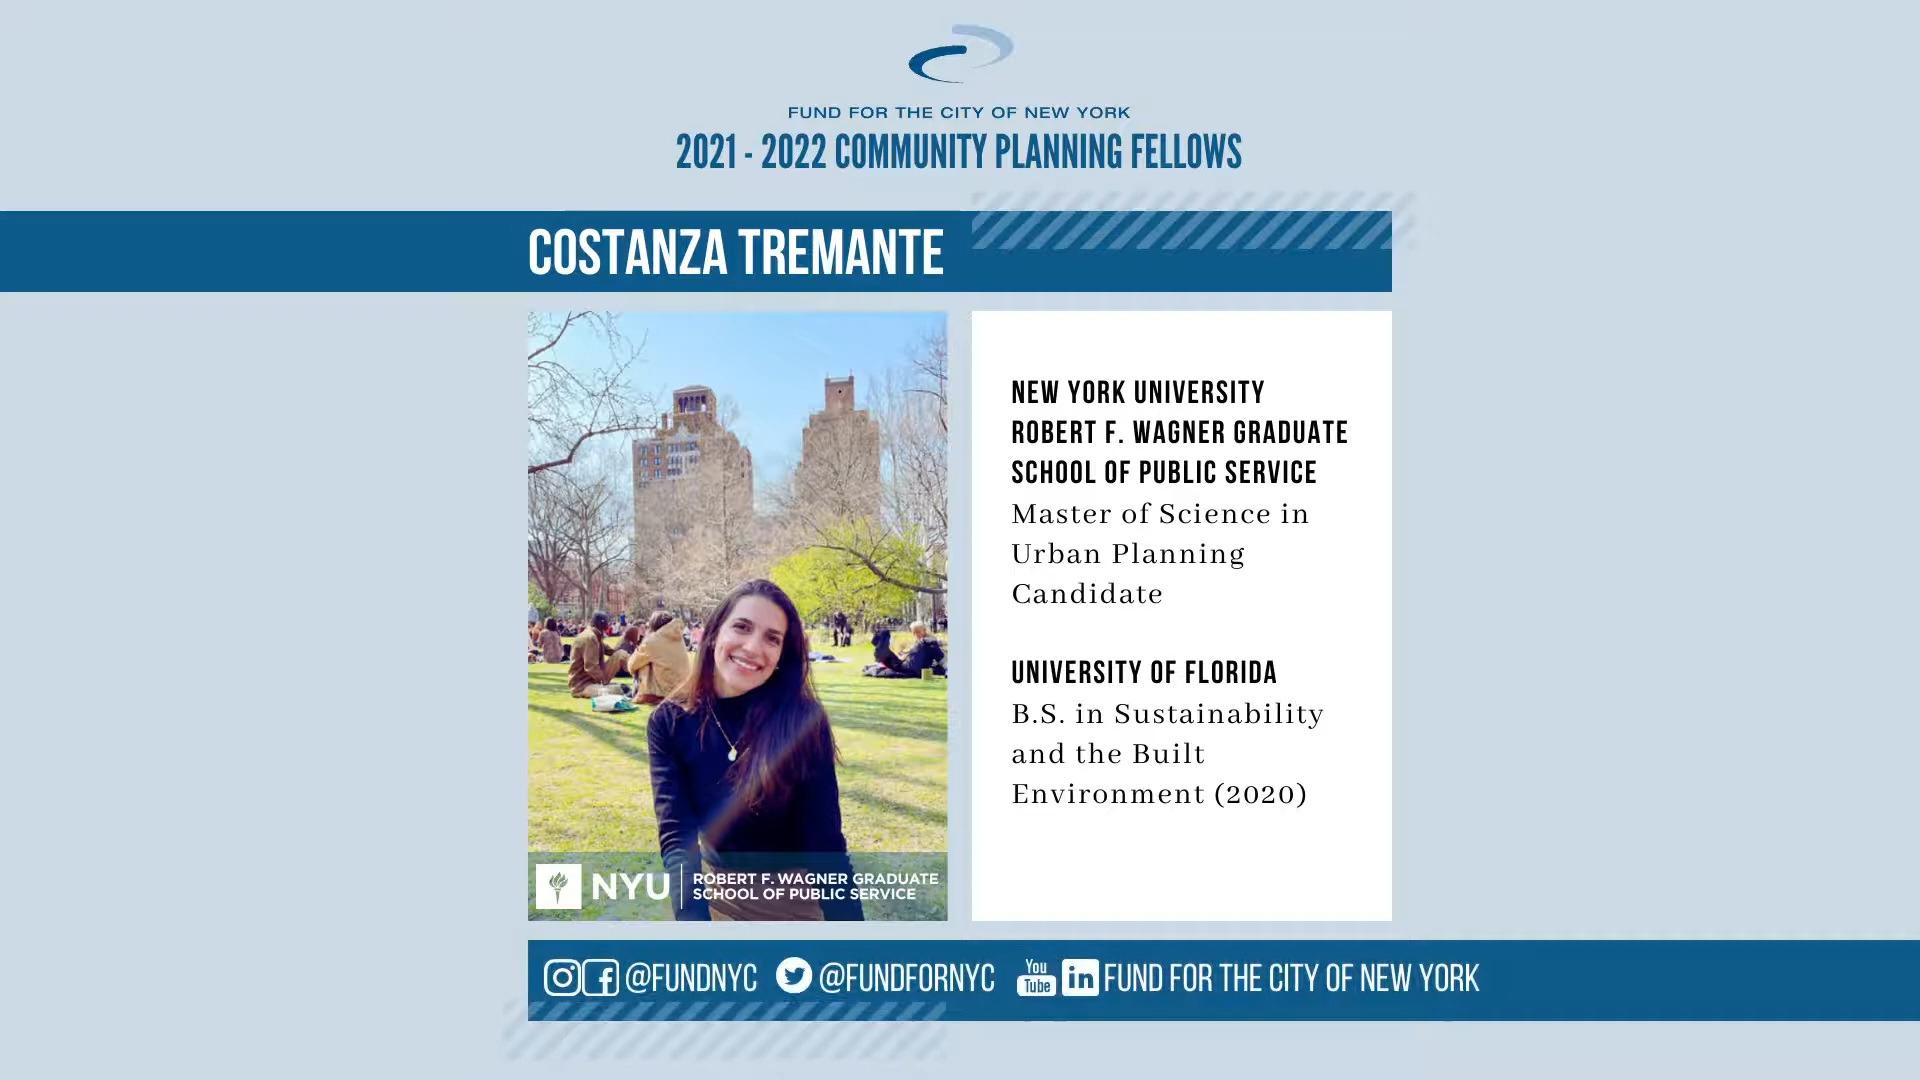 FUND FOR THE CITY OF NEW YORK
2021 - 2022 COMMUNITY PLANNING FELLOWS
COSTANZA TREMANTE
NEW YORK UNIVERSITY
ROBERT F. WAGNER GRADUATE
SCHOOL OF PUBLIC SERVICE
Master of Science in
Urban Planning
Candidate
UNIVERSITY OF FLORIDA
B.S. in Sustainability
and the Built
Environment (2020)
NYU
ROBERT F. WAGNER GRADUATE
SCHOOL OF PUBLIC SERVICE
@FUNDNYC @FUNDFORNYC You Tube in FUND FOR THE CITY OF NEW YORK